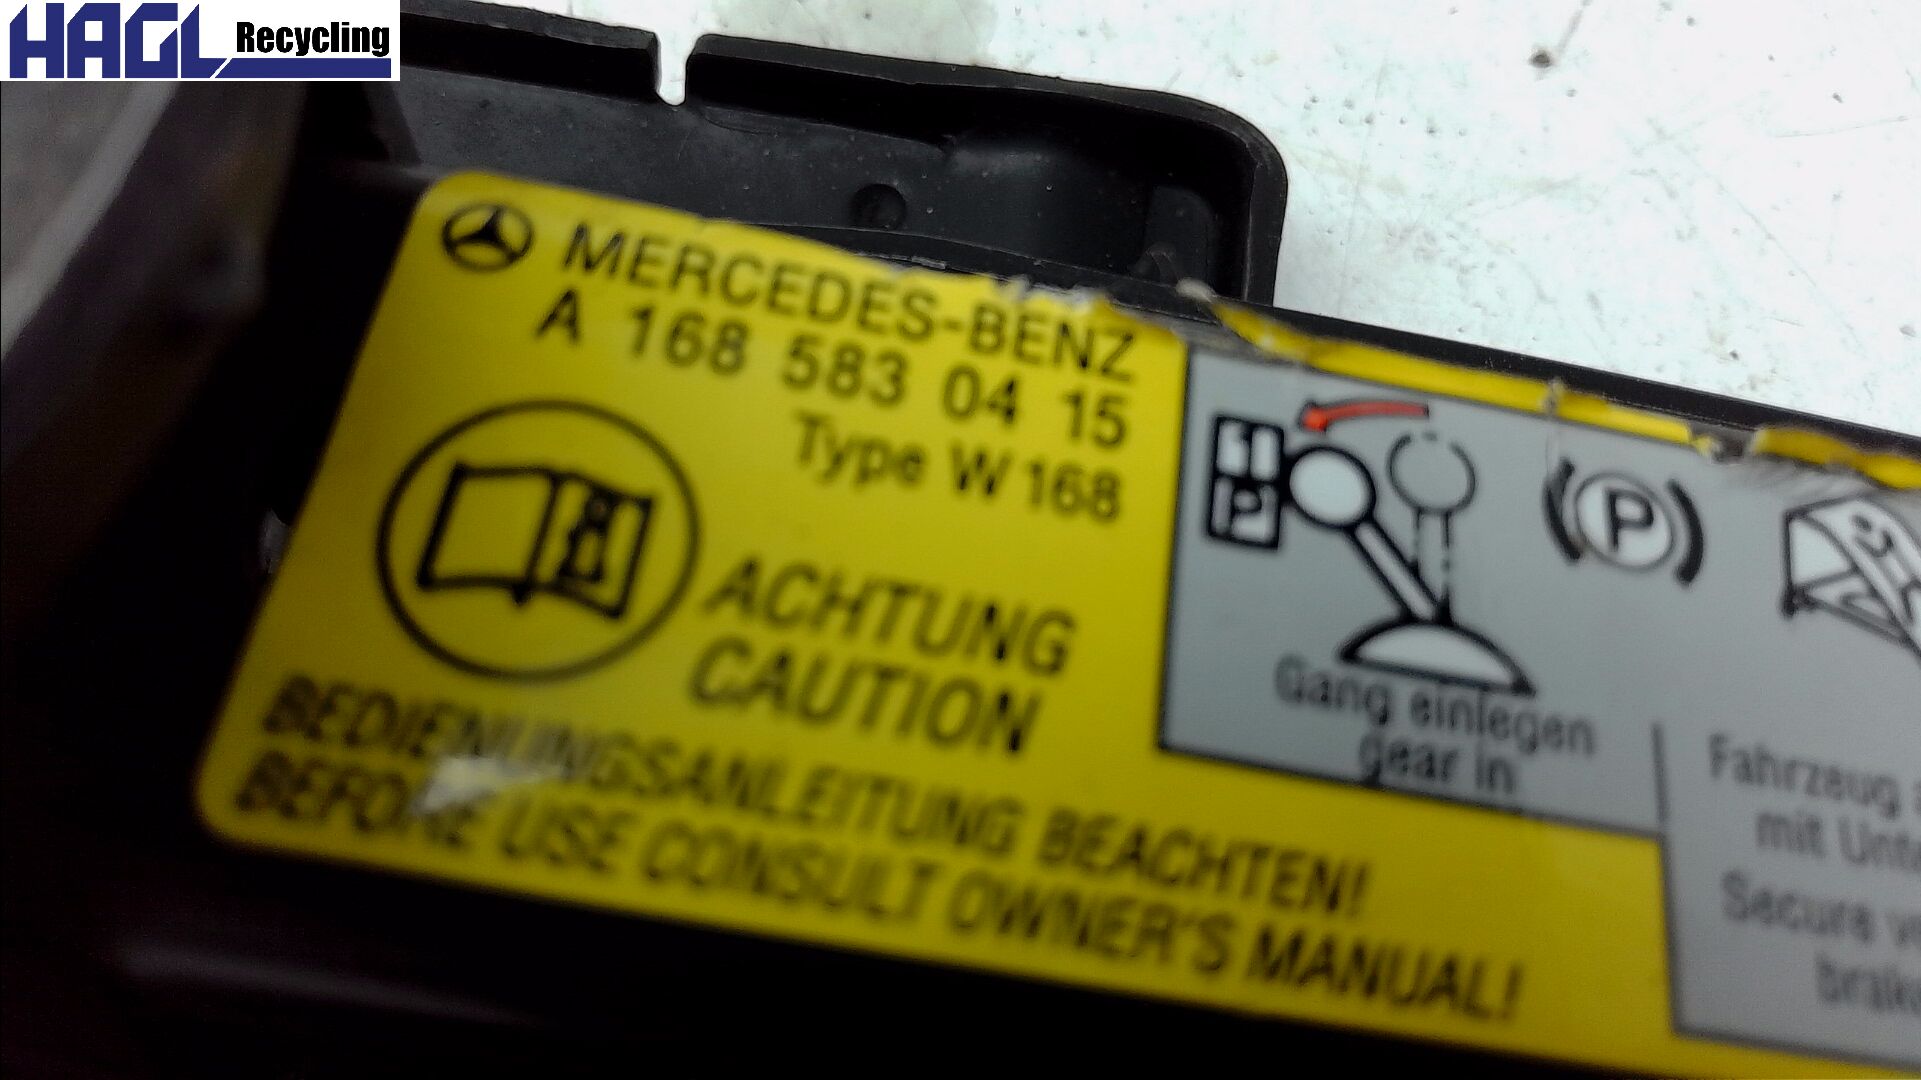 HAGL Recycling
MERCEDES-BENZ
A 168 583 04 15
Type W 168
ACHTUNG
CAUTION
BEDIENUNGSANLEITUNG BEACHTEN!
BEFORE USE CONSULT OWNER'S MANUAL!
P
P
Gang einlegen
gear in
Fahrzeug
mit
Secure